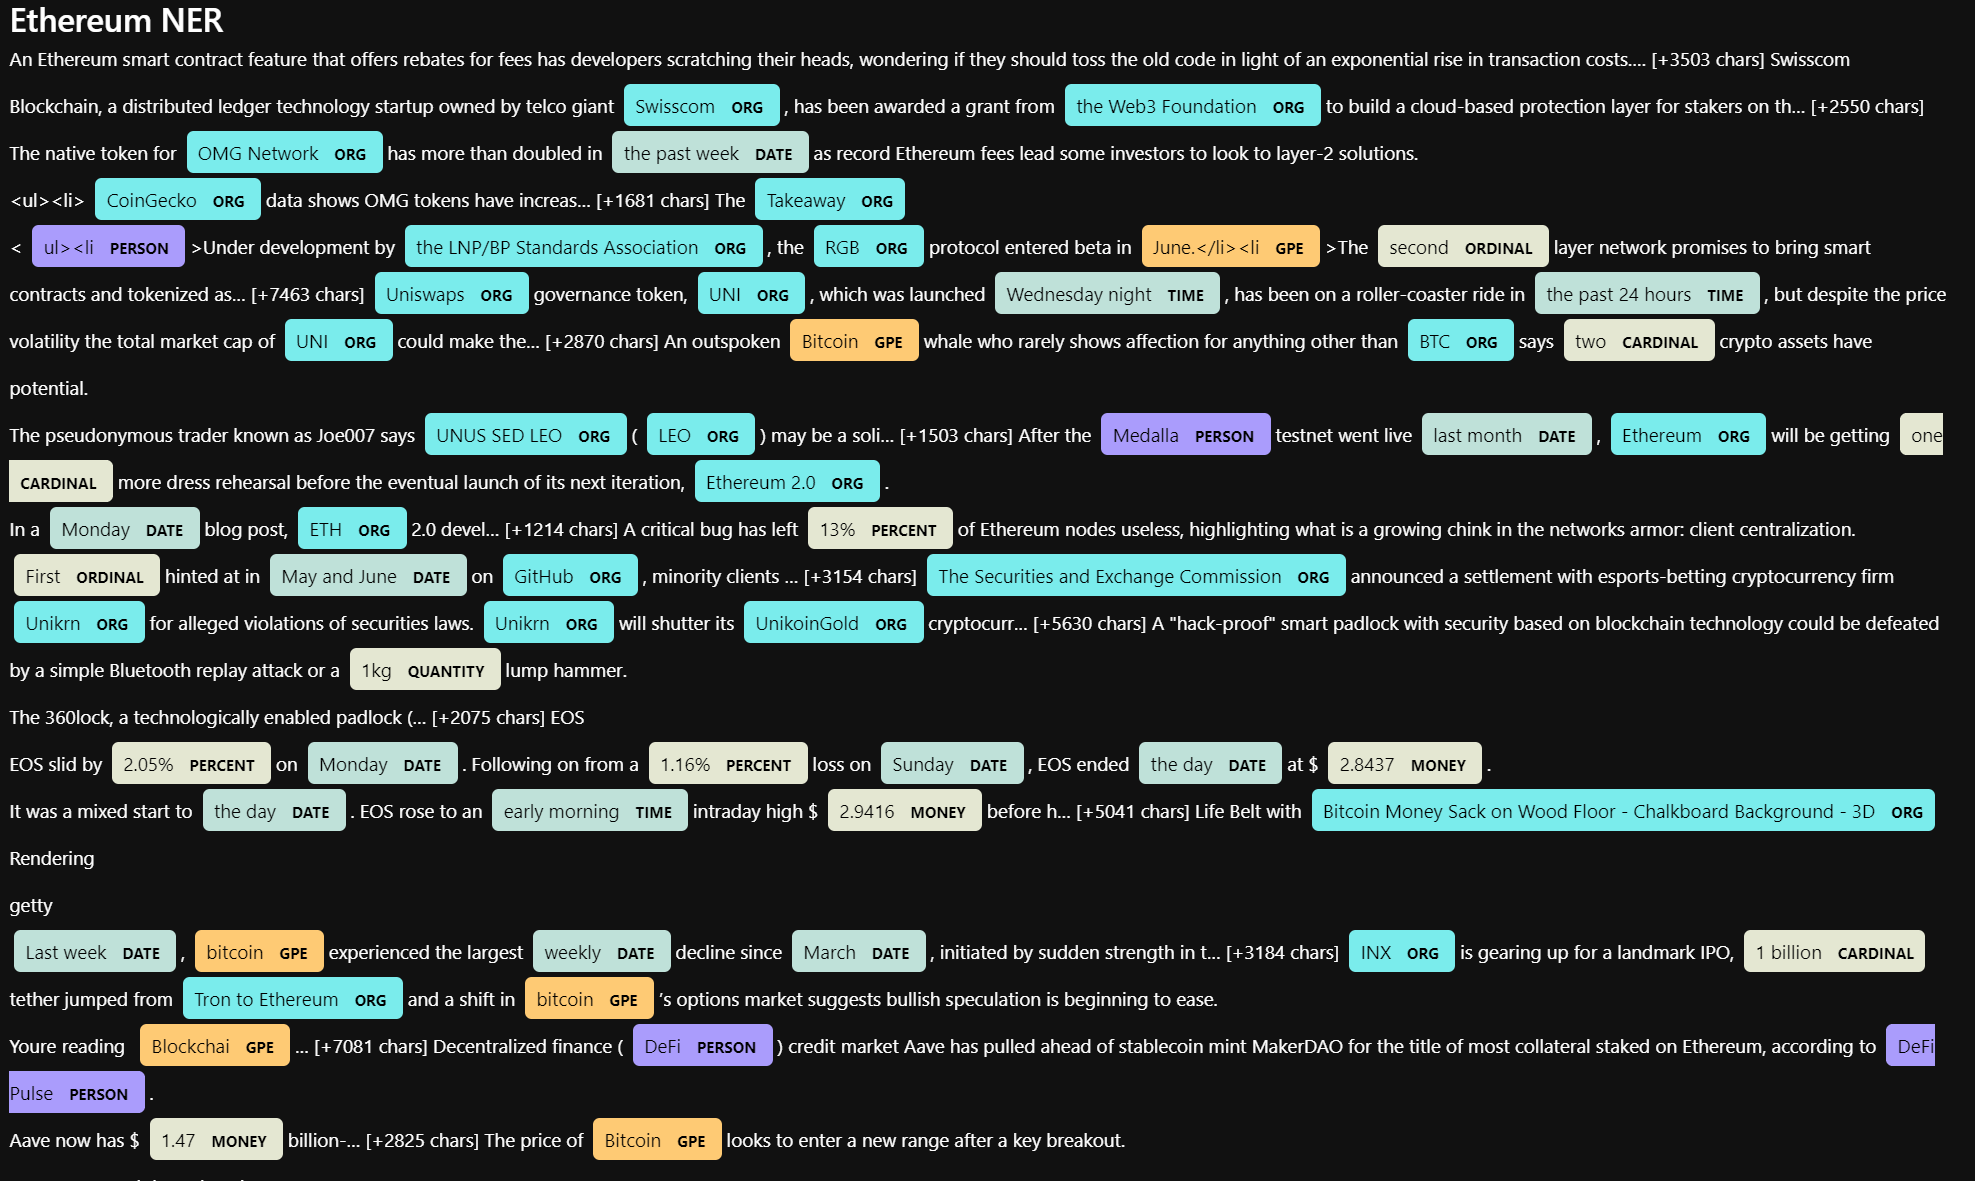 Ethereum NER
An Ethereum smart contract feature that offers rebates for fees has developers scratching their heads, wondering if they should toss the old code in light of an exponential rise in transaction costs.... [+3503 chars] Swisscom
Blockchain, a distributed ledger technology startup owned by telco giant Swisscom ORG , has been awarded a grant from the Web3 Foundation ORG to build a cloud-based protection layer for stakers on th... [+2550 chars]
The native token for OMG Network ORG has more than doubled in the past week DATE as record Ethereum fees lead some investors to look to layer-2 solutions.
<ul><li> CoinGecko ORG data shows OMG tokens have increas... [+1681 chars] The Takeaway ORG
< ul><li PERSON >Under development by the LNP/BP Standards Association ORG , the RGB ORG protocol entered beta in June.</li><li GPE >The second ORDINAL layer network promises to bring smart
contracts and tokenized as... [+7463 chars] Uniswaps ORG governance token, UNI ORG , which was launched Wednesday night TIME , has been on a roller-coaster ride in the past 24 hours TIME , but despite the price
volatility the total market cap of UNI ORG could make the... [+2870 chars] An outspoken Bitcoin GPE whale who rarely shows affection for anything other than BTC ORG says two CARDINAL crypto assets have
potential.
The pseudonymous trader known as Joe007 says UNUS SED LEO ORG ( LEO ORG ) may be a soli... [+1503 chars] After the Medalla PERSON testnet went live last month DATE , Ethereum ORG will be getting one
CARDINAL more dress rehearsal before the eventual launch of its next iteration, Ethereum 2.0 ORG .
In a Monday DATE blog post, ETH ORG 2.0 devel... [+1214 chars] A critical bug has left 13% PERCENT of Ethereum nodes useless, highlighting what is a growing chink in the networks armor: client centralization.
First ORDINAL hinted at in May and June DATE on GitHub ORG , minority clients ... [+3154 chars] The Securities and Exchange Commission ORG announced a settlement with esports-betting cryptocurrency firm
Unikrn ORG for alleged violations of securities laws. Unikrn ORG will shutter its UnikoinGold ORG cryptocurr... [+5630 chars] A "hack-proof" smart padlock with security based on blockchain technology could be defeated
by a simple Bluetooth replay attack or a 1kg QUANTITY lump hammer.
The 360lock, a technologically enabled padlock (... [+2075 chars] EOS
EOS slid by 2.05% PERCENT on Monday DATE . Following on from a 1.16% PERCENT loss on Sunday DATE , EOS ended the day DATE at $ 2.8437 MONEY .
It was a mixed start to the day DATE . EOS rose to an early morning TIME intraday high $ 2.9416 MONEY before h... [+5041 chars] Life Belt with Bitcoin Money Sack on Wood Floor - Chalkboard Background - 3D ORG
Rendering
getty
Last week DATE , bitcoin GPE experienced the largest weekly DATE decline since March DATE , initiated by sudden strength in t... [+3184 chars] INX ORG is gearing up for a landmark IPO, 1 billion CARDINAL
tether jumped from Tron to Ethereum ORG and a shift in bitcoin GPE 's options market suggests bullish speculation is beginning to ease.
Youre reading Blockchai GPE ... [+7081 chars] Decentralized finance ( DeFi PERSON ) credit market Aave has pulled ahead of stablecoin mint MakerDAO for the title of most collateral staked on Ethereum, according to DeFi
Pulse PERSON .
Aave now has $ 1.47 MONEY billion-... [+2825 chars] The price of Bitcoin GPE looks to enter a new range after a key breakout.